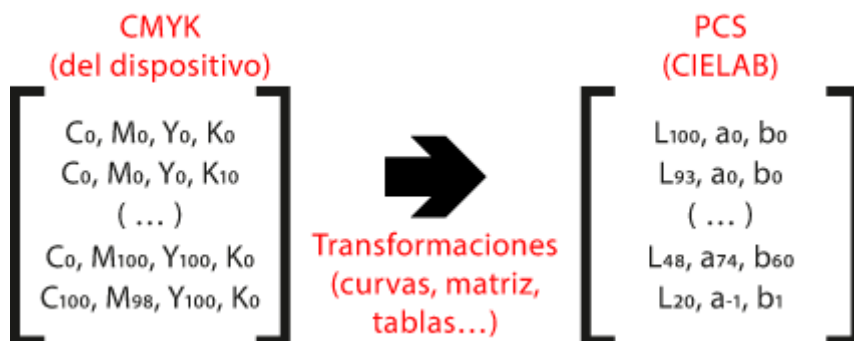 CMYK
(del dispositivo)
C₀, M₀, Y₀, K₀
C₀, M₀, Y₀, K₁₀
( ... )
C₀, M₁₀₀, Y₁₀₀, K₀
C₁₀₀, M₉₈, Y₁₀₀, K₀
Transformaciones
(curvas, matriz,
tablas...)
PCS
(CIELAB)
L₁₀₀, a₀, b₀
L₉₃, a₀, b₀
( ... )
L₄₈, a₇₄, b₆₀
L₂₀, a₋₁, b₁